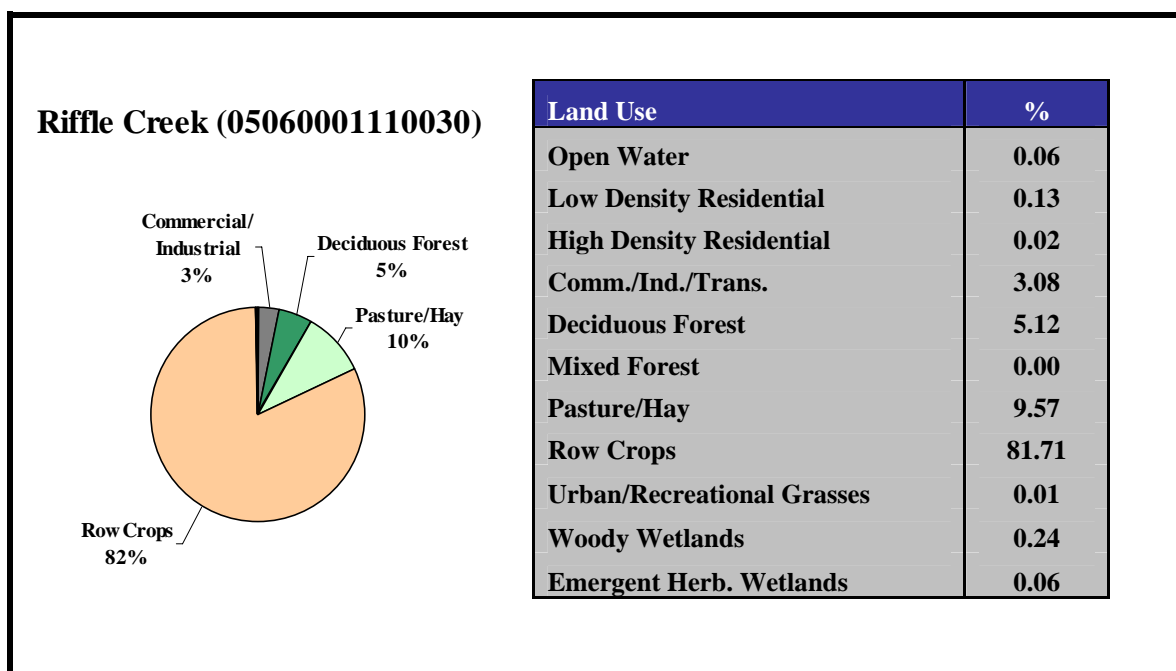 Riffle Creek (05060001110030)
Commercial/
Industrial
3%
Deciduous Forest
5%
Pasture/Hay
10%
Row Crops
82%
Land Use %
Open Water 0.06
Low Density Residential 0.13
High Density Residential 0.02
Comm./Ind./Trans. 3.08
Deciduous Forest 5.12
Mixed Forest 0.00
Pasture/Hay 9.57
Row Crops 81.71
Urban/Recreational Grasses 0.01
Woody Wetlands 0.24
Emergent Herb. Wetlands 0.06